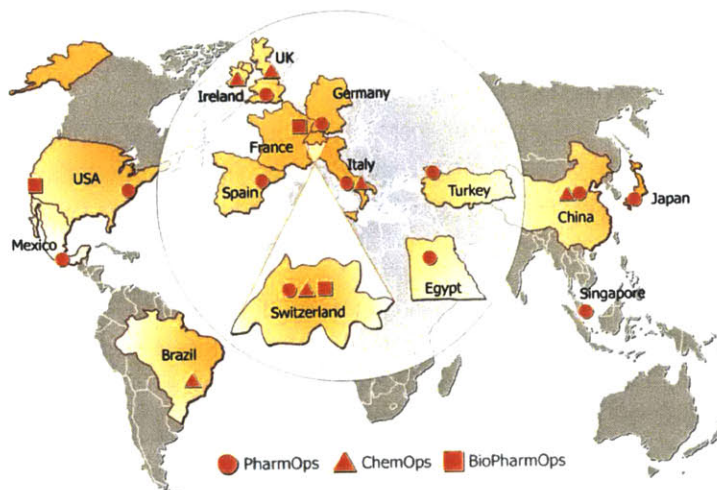 UK
Ireland
Germany
France
USA
Spain
Italy
Turkey
China
Japan
Mexico
Egypt
Singapore
Switzerland
Brazil
PharmOps ChemOps BioPharmOps